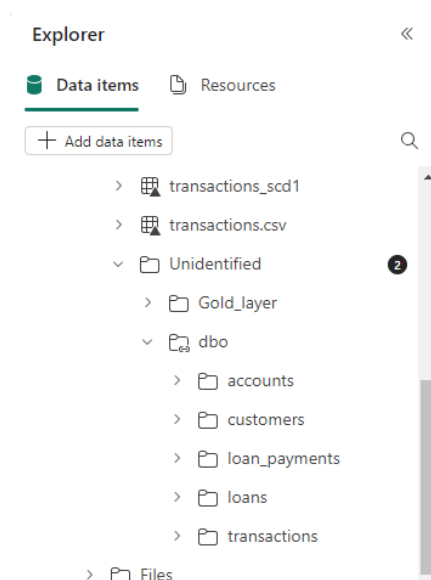 Explorer
Data items
Resources
Add data items
transactions_scd1
transactions.csv
Unidentified
2
Gold_layer
dbo
accounts
customers
loan_payments
loans
transactions
Files